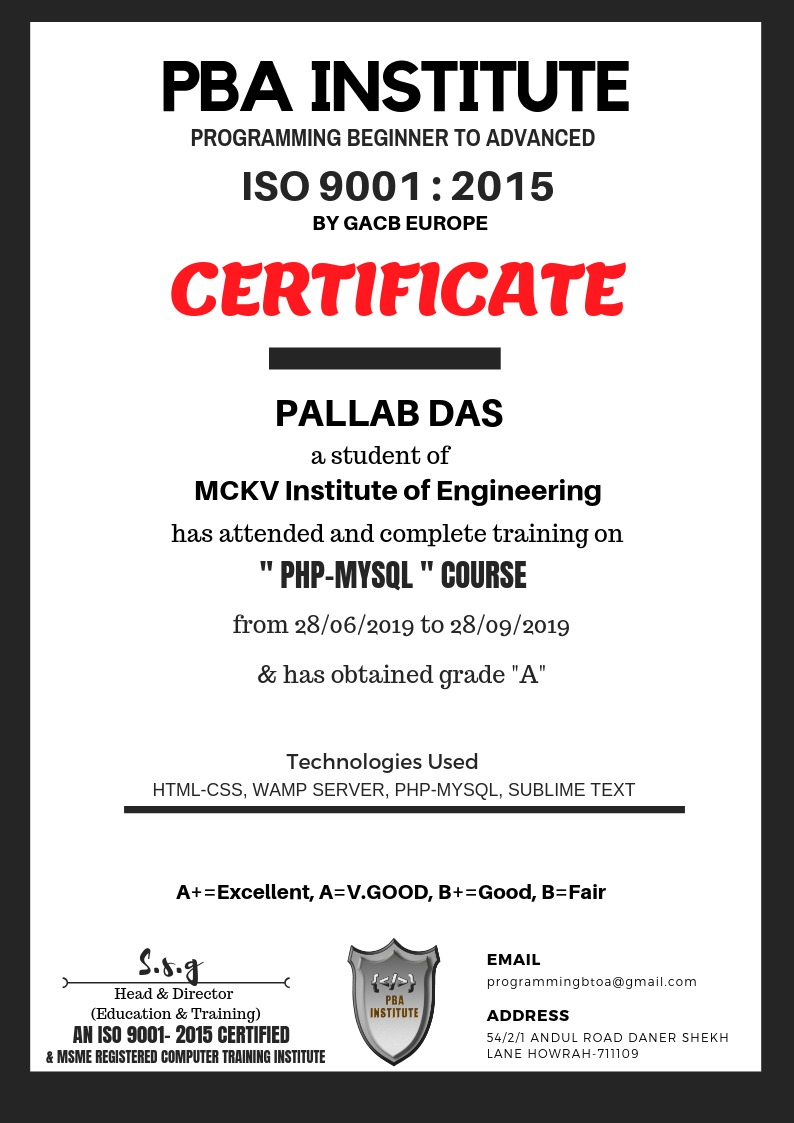 PBA INSTITUTE
PROGRAMMING BEGINNER TO ADVANCED
ISO 9001 : 2015
BY GACB EUROPE
CERTIFICATE
PALLAB DAS
a student of
MCKV Institute of Engineering
has attended and complete training on
" PHP-MYSQL " COURSE
from 28/06/2019 to 28/09/2019
& has obtained grade "A"
Technologies Used
HTML-CSS, WAMP SERVER, PHP-MYSQL, SUBLIME TEXT
A+=Excellent, A=V.GOOD, B+=Good, B=Fair
S.s.g
Head & Director
(Education & Training)
AN ISO 9001- 2015 CERTIFIED
& MSME REGISTERED COMPUTER TRAINING INSTITUTE
{</>}
PBA
INSTITUTE
EMAIL
programmingbtoa@gmail.com
ADDRESS
54/2/1 ANDUL ROAD DANER SHEKH
LANE HOWRAH-711109